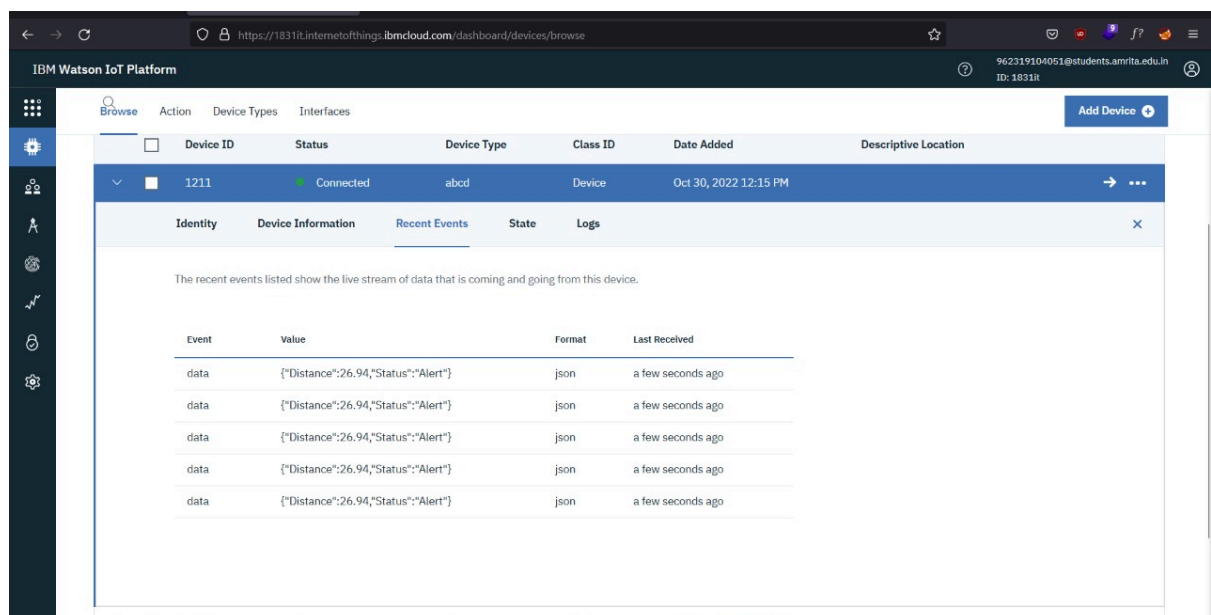 https://1831it.internetofthings.ibmcloud.com/dashboard/devices/browse
9
f?
IBM Watson IoT Platform
962319104051@students.amrita.edu.in
ID: 1831it
Browse Action Device Types Interfaces
Add Device
Device ID Status Device Type Class ID Date Added Descriptive Location
1211 Connected abcd Device Oct 30, 2022 12:15 PM
Identity Device Information Recent Events State Logs
The recent events listed show the live stream of data that is coming and going from this device.
Event Value Format Last Received
data {"Distance":26.94,"Status":"Alert"} json a few seconds ago
data {"Distance":26.94,"Status":"Alert"} json a few seconds ago
data {"Distance":26.94,"Status":"Alert"} json a few seconds ago
data {"Distance":26.94,"Status":"Alert"} json a few seconds ago
data {"Distance":26.94,"Status":"Alert"} json a few seconds ago